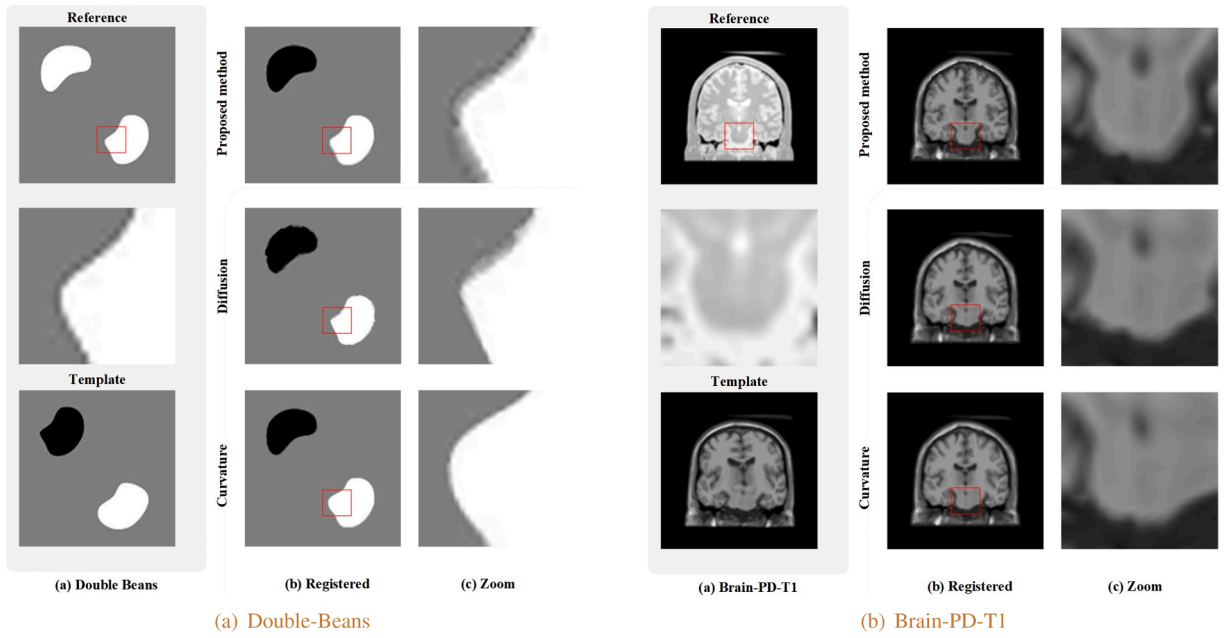 Reference
Proposed method
Diffusion
Template
Curvature
(a) Double Beans
(b) Registered
(c) Zoom
(a) Double-Beans
Reference
Proposed method
Diffusion
Template
Curvature
(a) Brain-PD-T1
(b) Registered
(c) Zoom
(b) Brain-PD-T1